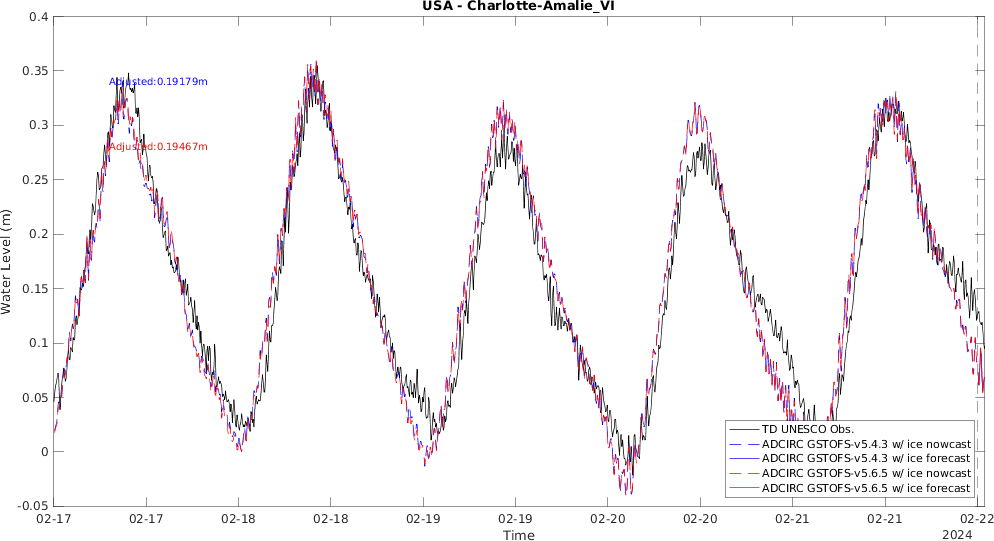 USA - Charlotte-Amalie_VI
0.4
0.35
0.3
0.25
0.2
0.15
0.1
0.05
0
-0.05
Water Level (m)
Adjusted:0.19179m
Adjusted:0.19467m
TD UNESCO Obs.
ADCIRC GSTOFS-v5.4.3 w/ ice nowcast
ADCIRC GSTOFS-v5.4.3 w/ ice forecast
ADCIRC GSTOFS-v5.6.5 w/ ice nowcast
ADCIRC GSTOFS-v5.6.5 w/ ice forecast
02-17 02-17 02-18 02-18 02-19 02-19 02-20 02-20 02-21 02-21 02-22
Time
2024